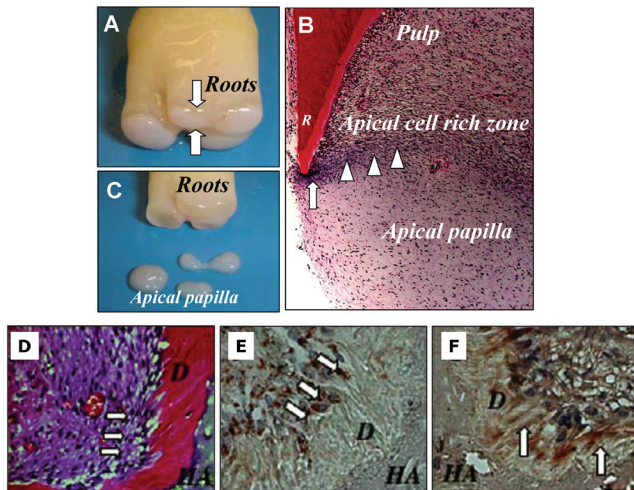 A
Roots
B
Pulp
R
Apical cell rich zone
Apical papilla
C
Roots
Apical papilla
D
D
HA
E
D
HA
F
D
HA